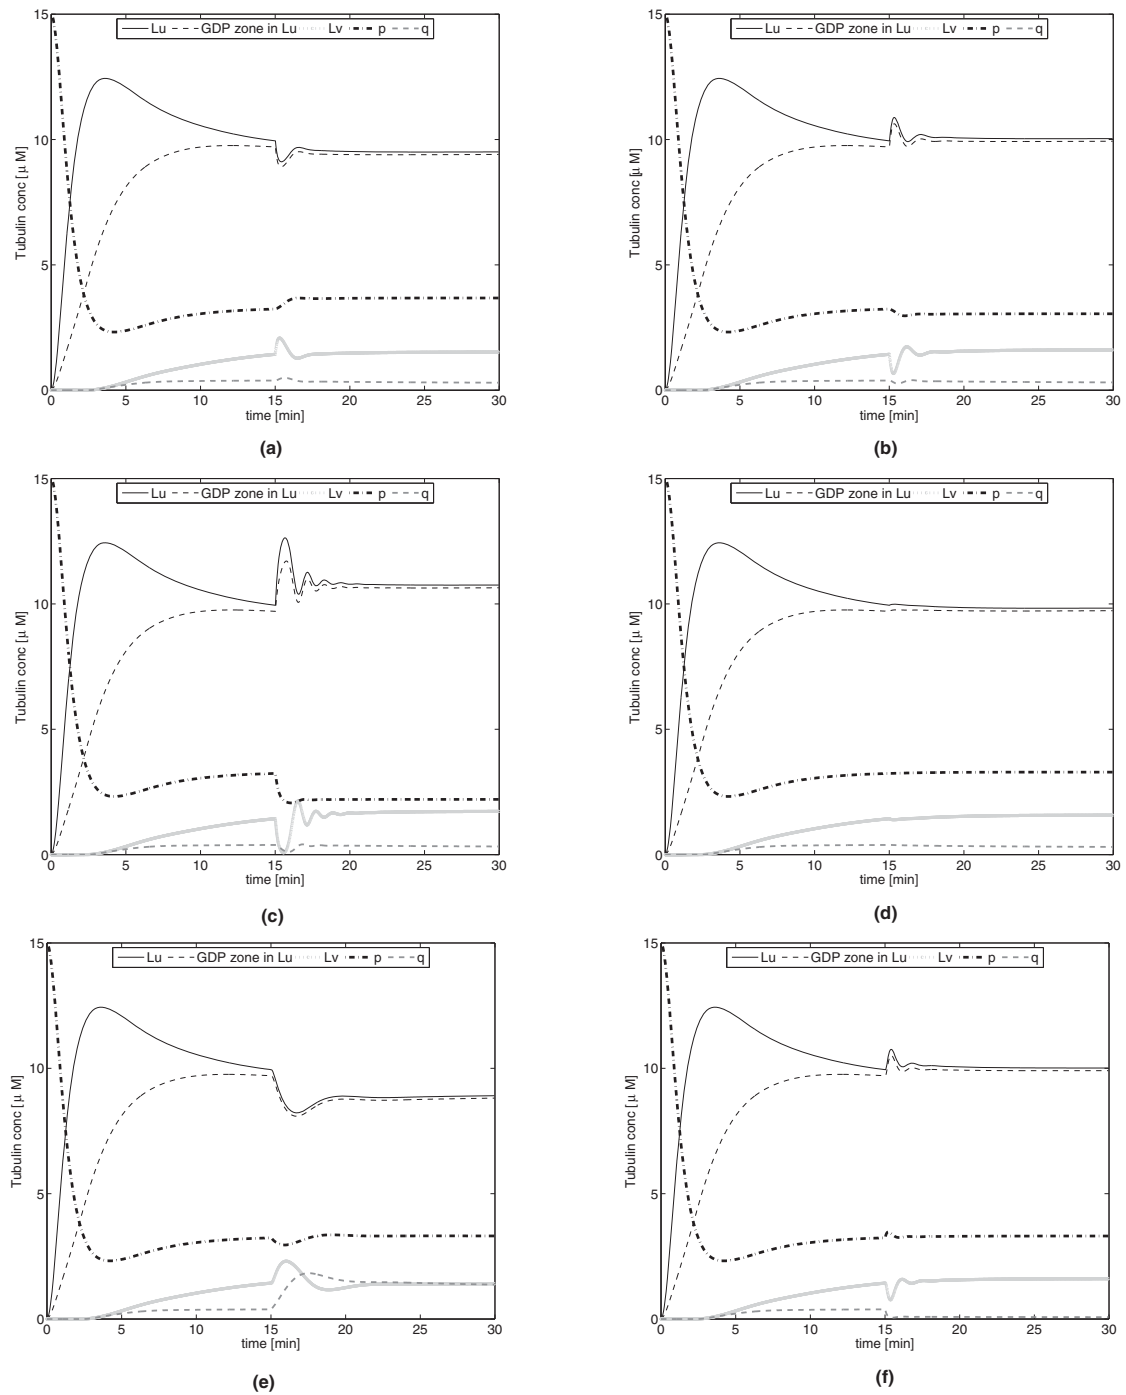 15
Lu GDP zone in Lu Lv p q
10
5
0
0 5 10 15 20 25 30
Tubulin conc [μ M]
time [min]
(a)
15
Lu GDP zone in Lu Lv p q
10
5
0
0 5 10 15 20 25 30
Tubulin conc [μ M]
time [min]
(b)
15
Lu GDP zone in Lu Lv p q
10
5
0
0 5 10 15 20 25 30
Tubulin conc [μ M]
time [min]
(c)
15
Lu GDP zone in Lu Lv p q
10
5
0
0 5 10 15 20 25 30
Tubulin conc [μ M]
time [min]
(d)
15
Lu GDP zone in Lu Lv p q
10
5
0
0 5 10 15 20 25 30
Tubulin conc [μ M]
time [min]
(e)
15
Lu GDP zone in Lu Lv p q
10
5
0
0 5 10 15 20 25 30
Tubulin conc [μ M]
time [min]
(f)